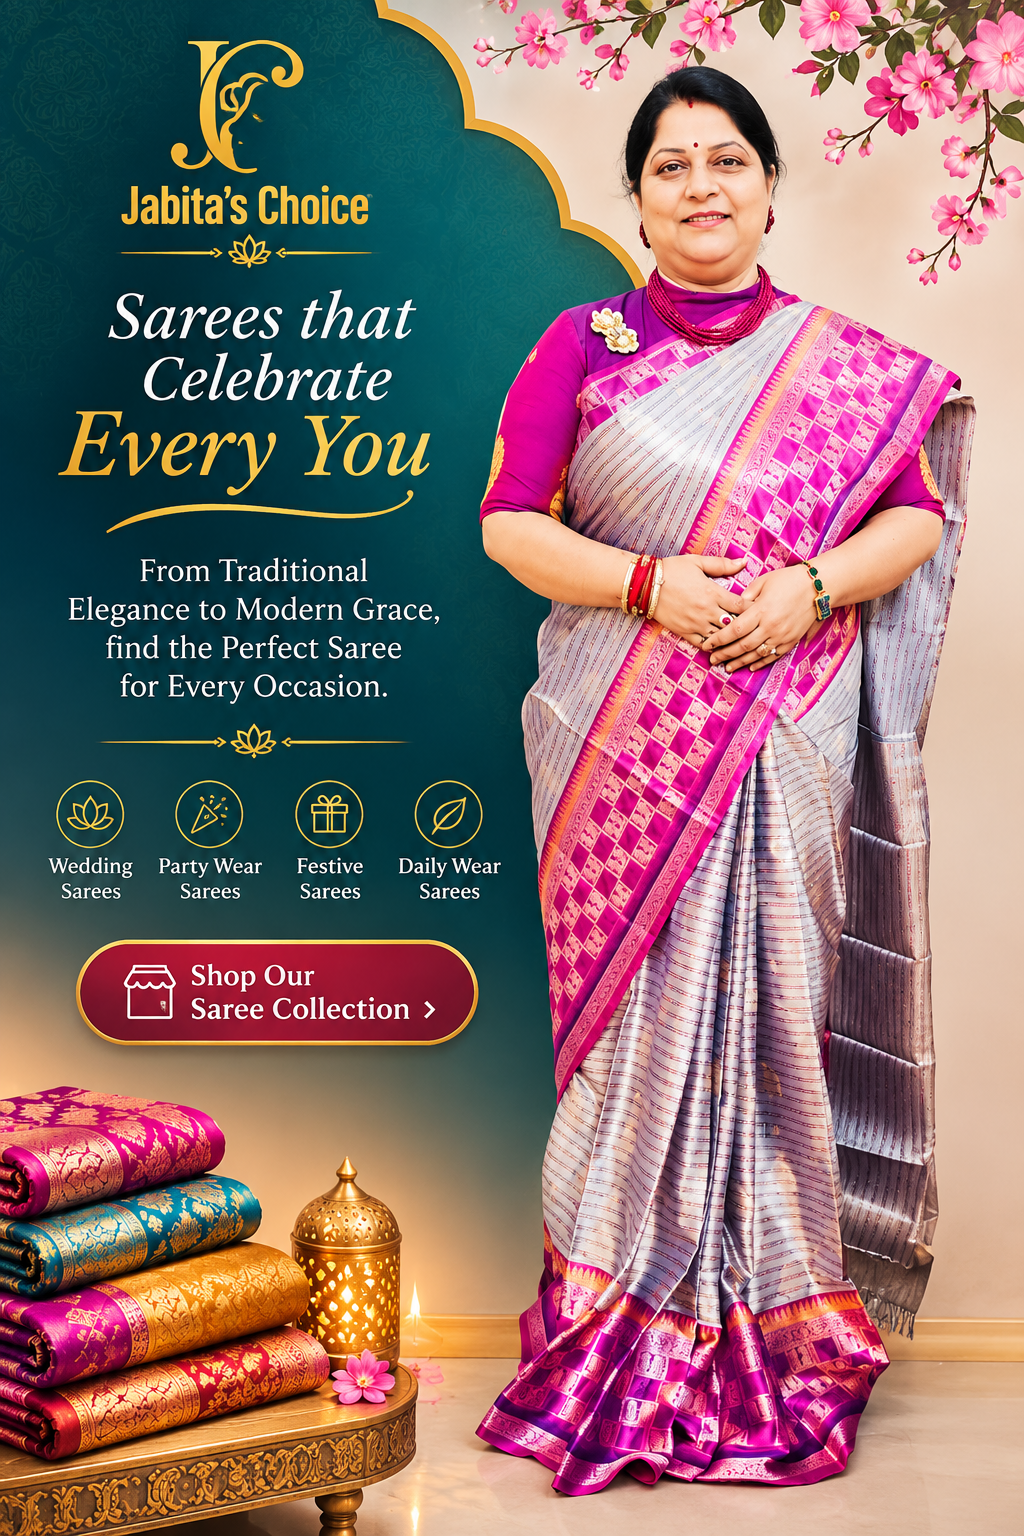 Jabita's Choice
Sarees that
Celebrate
Every You
From Traditional
Elegance to Modern Grace,
find the Perfect Saree
for Every Occasion.
Wedding
Sarees
Party Wear
Sarees
Festive
Sarees
Daily Wear
Sarees
Shop Our
Saree Collection ›